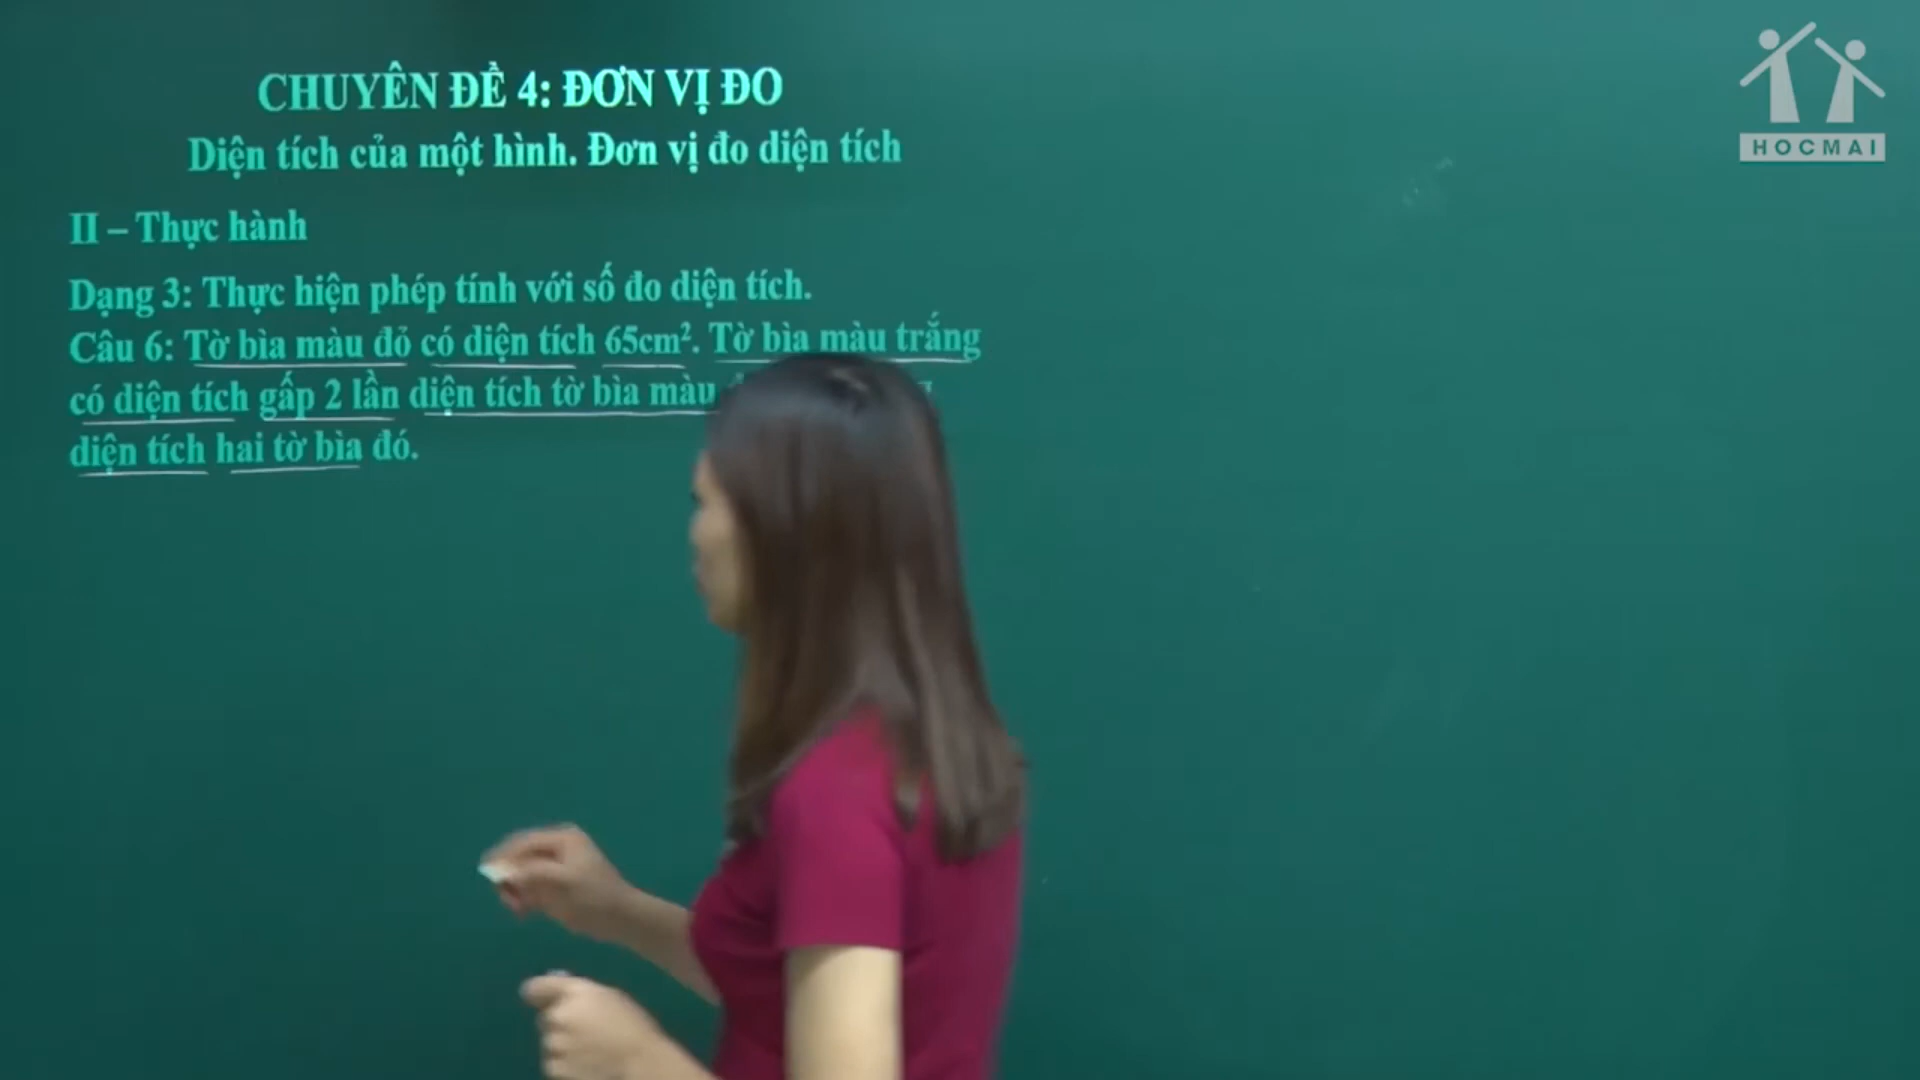 CHUYÊN ĐỀ 4: ĐƠN VỊ ĐO
Diện tích của một hình. Đơn vị đo diện tích
II – Thực hành
Dạng 3: Thực hiện phép tính với số đo diện tích.
Câu 6: Tờ bìa màu đỏ có diện tích 65cm². Tờ bìa màu trắng
có diện tích gấp 2 lần diện tích tờ bìa màu
diện tích hai tờ bìa đó.
HOCMAI